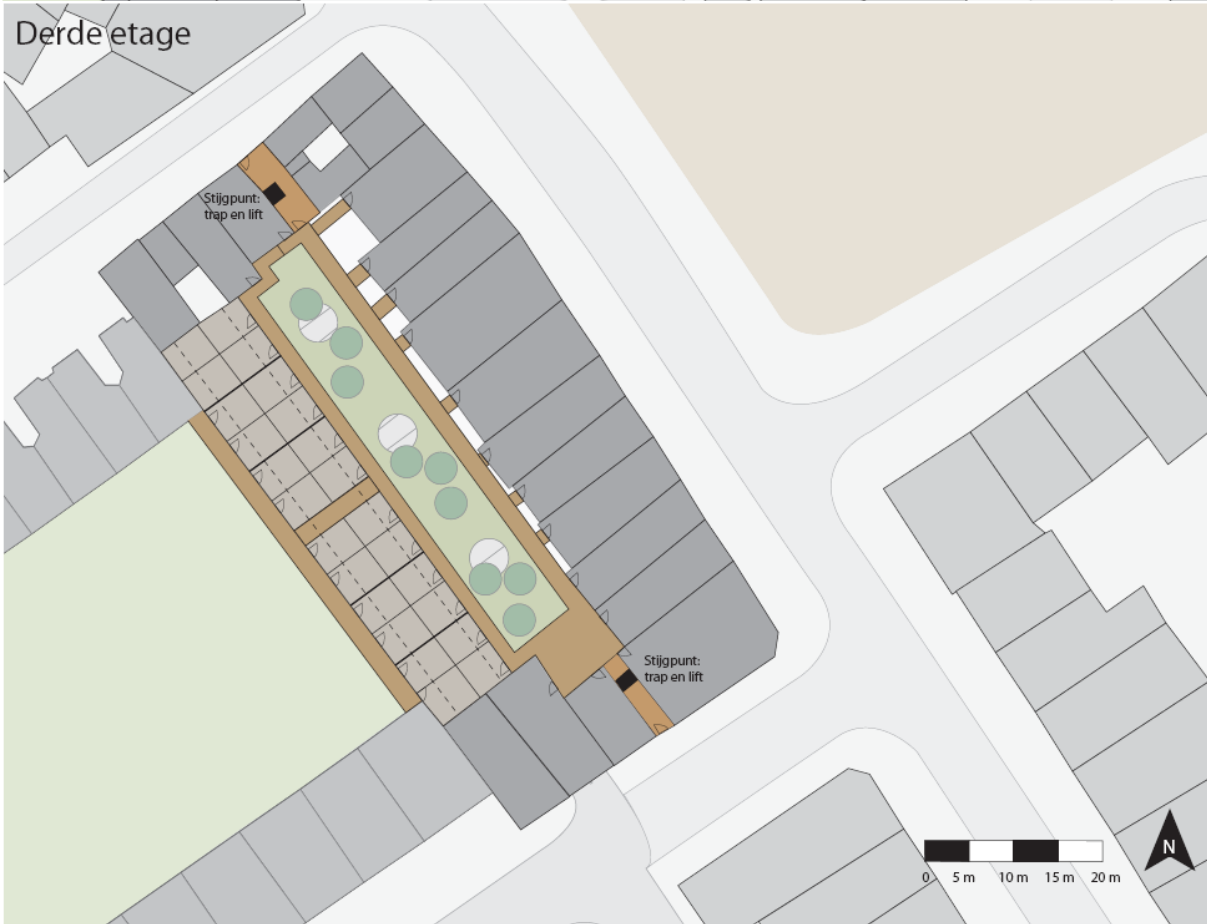 Derde etage
Stijgpunt:
trap en lift
Stijgpunt:
trap en lift
N
0 5 m 10 m 15 m 20 m